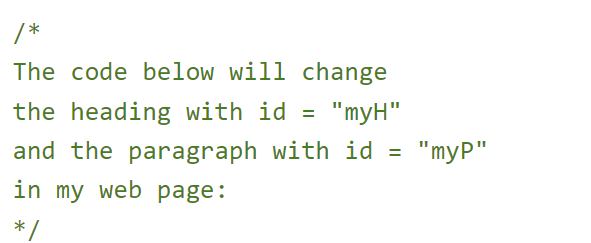 /*
The code below will change
the heading with id = "myH"
and the paragraph with id = "myP"
in my web page:
*/